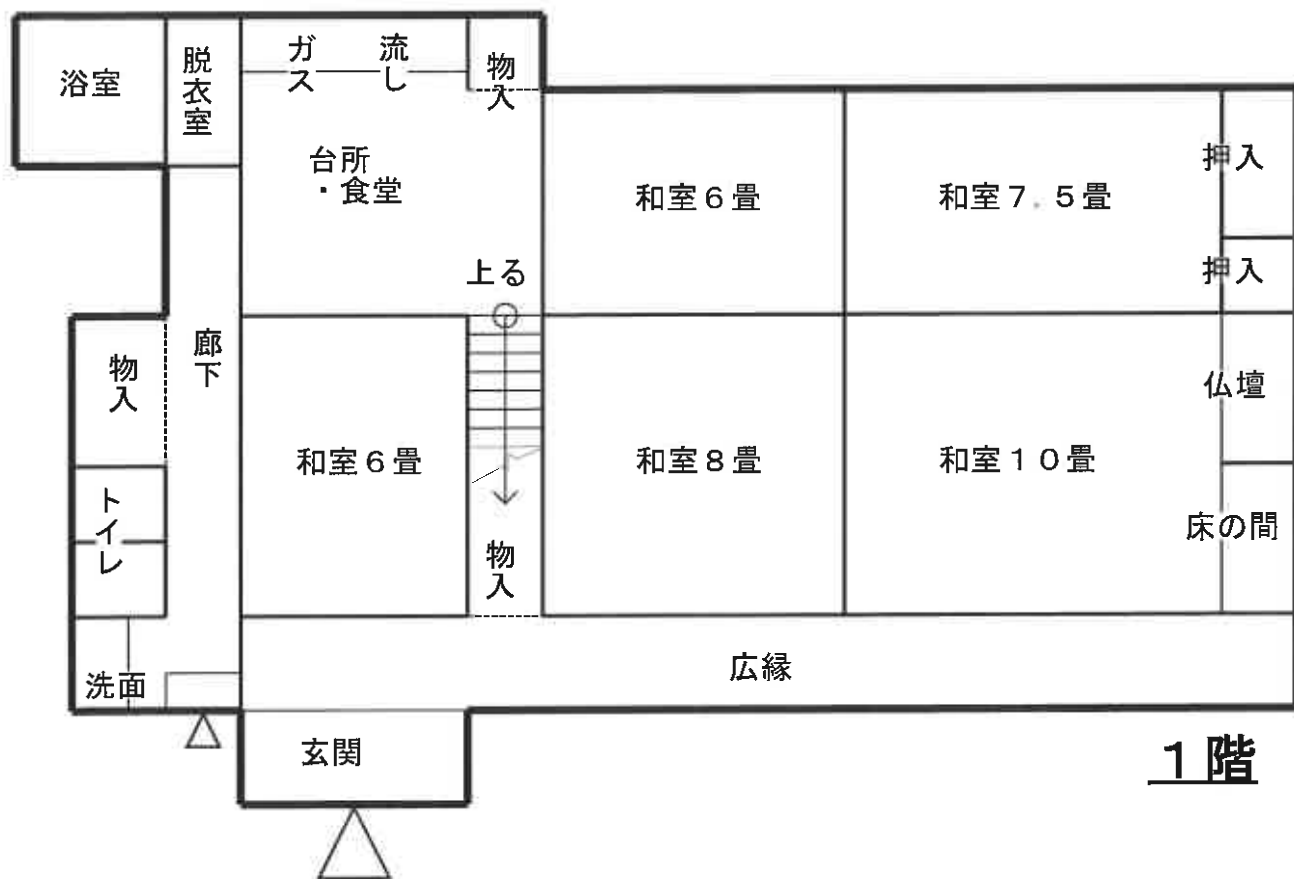 浴室
脱衣室
ガス
流し
物入
台所
・食堂
和室6畳
和室7.5畳
押入
押入
上る
廊下
物入
和室6畳
和室8畳
和室10畳
仏壇
トイレ
物入
床の間
洗面
広縁
玄関
1階